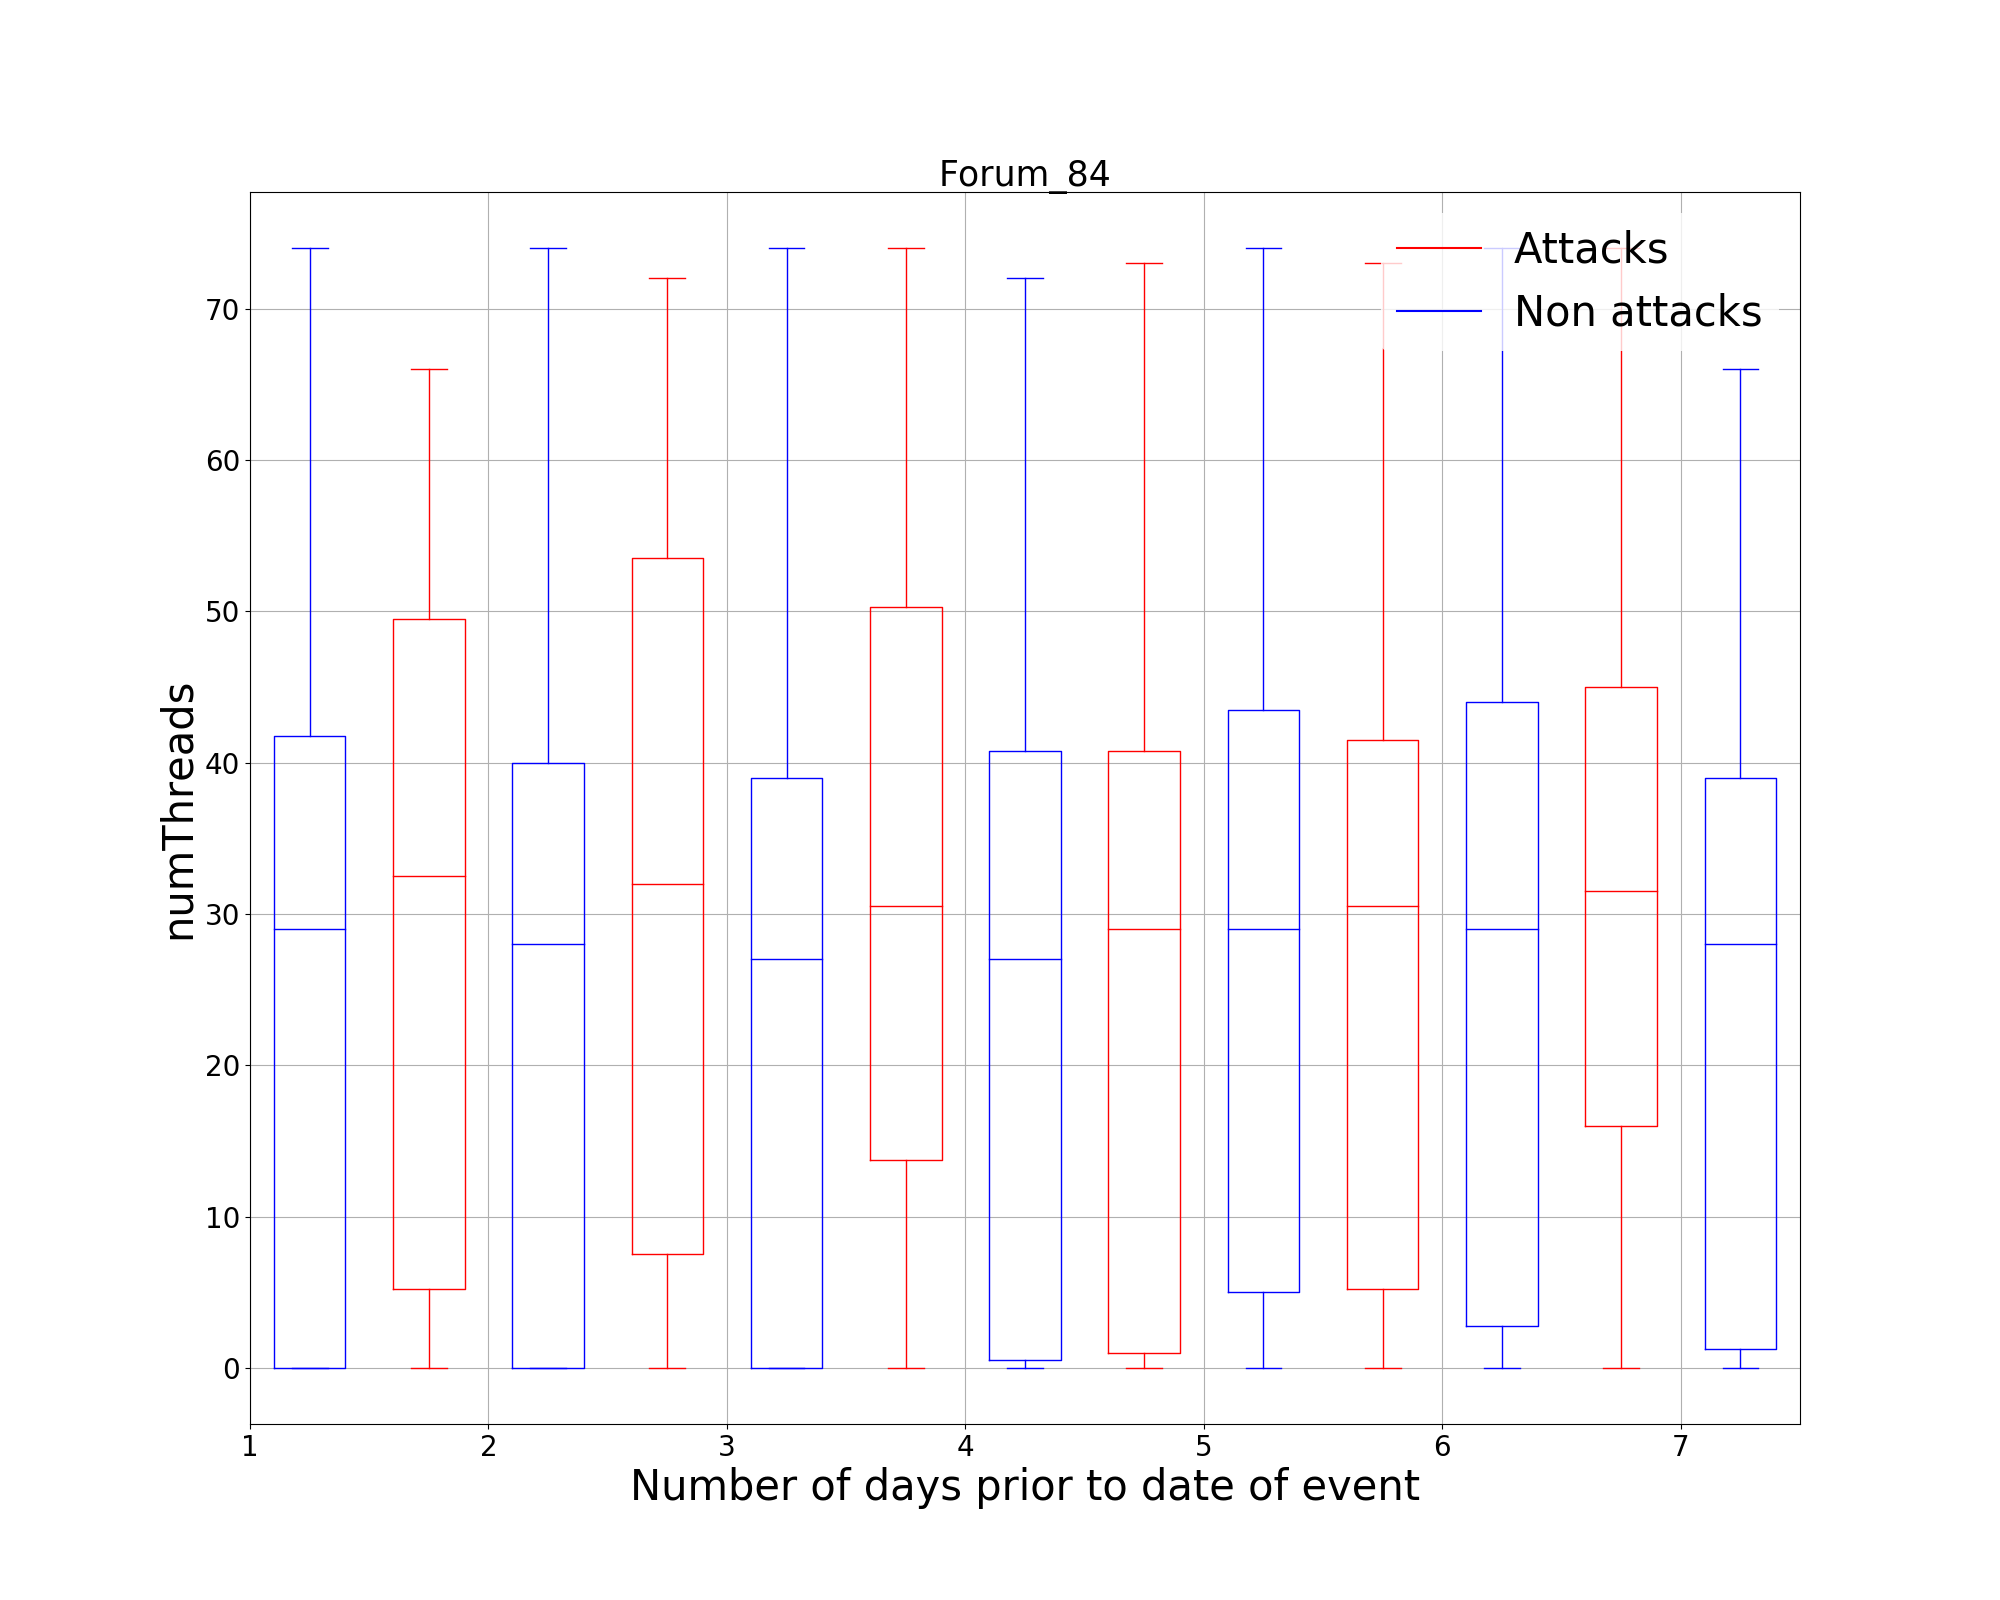 Forum_84
Attacks
Non attacks
numThreads
70
60
50
40
30
20
10
0
1 2 3 4 5 6 7
Number of days prior to date of event